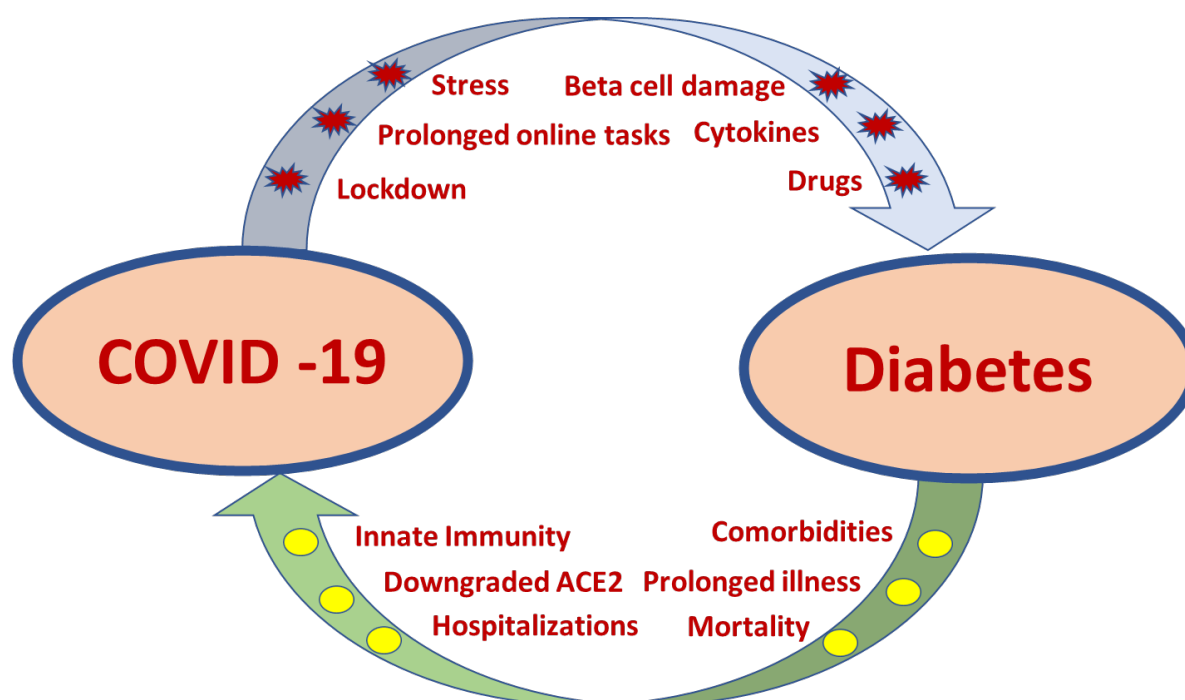 Stress
Beta cell damage
Prolonged online tasks
Cytokines
Lockdown
Drugs
COVID -19
Diabetes
Innate Immunity
Comorbidities
Downgraded ACE2
Prolonged illness
Hospitalizations
Mortality